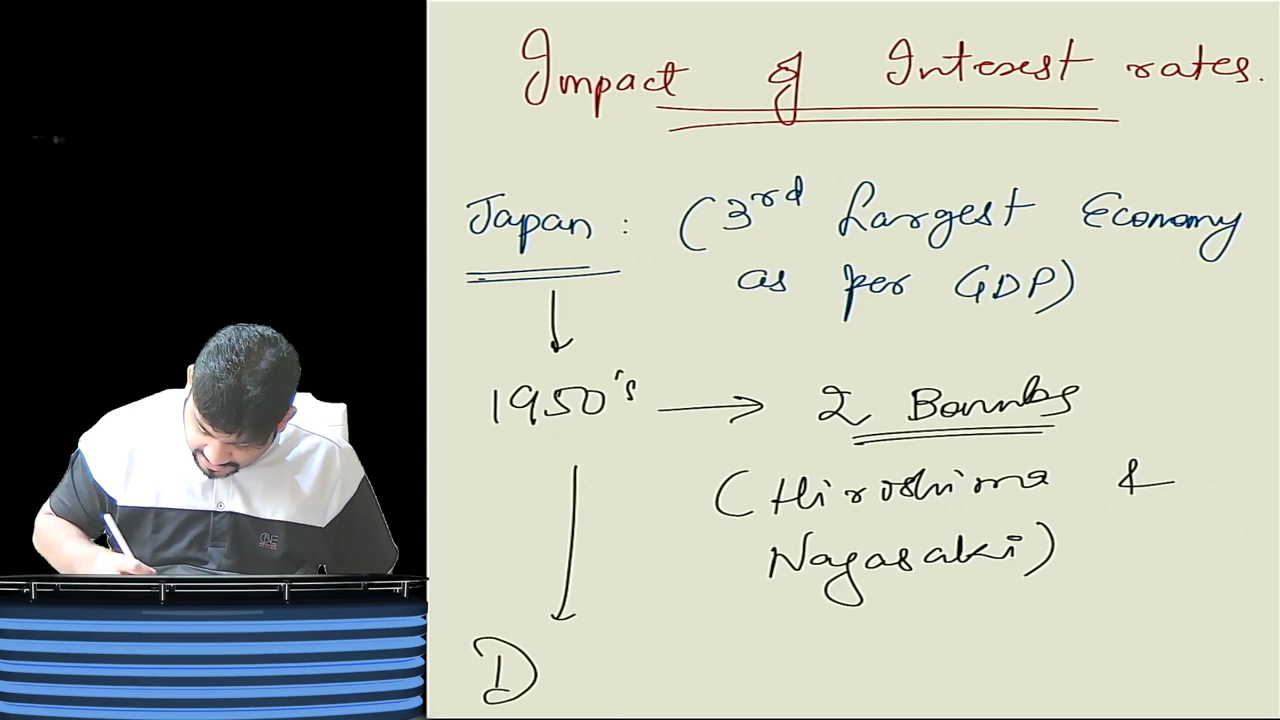 Impact of Interest rates.
Japan : (3rd Largest Economy
as per GDP)
1950's → 2 Bombs
(Hiroshima &
Nagasaki)
D